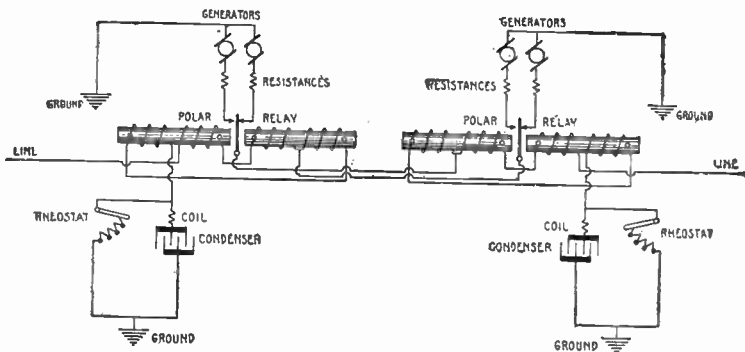 GENERATORS
GENERATORS
RESISTANCES
RESISTANCES
GROUND
GROUND
POLAR
RELAY
POLAR
RELAY
LINE
LINE
RHEOSTAT
COIL
CONDENSER
COIL
CONDENSER
RHEOSTAT
GROUND
GROUND